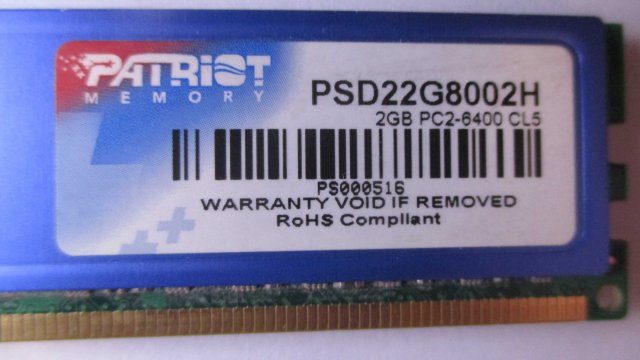 PATRIOT
MEMORY
PSD22G8002H
2GB PC2-6400 CL5
PS000516
WARRANTY VOID IF REMOVED
RoHS Compliant